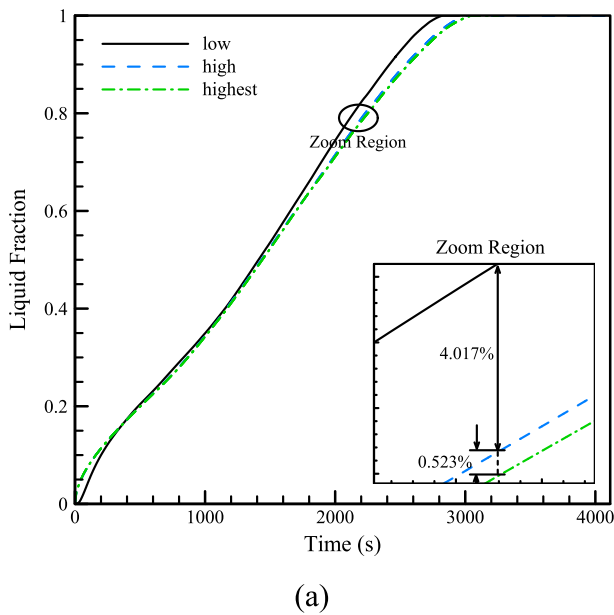 1
0.8
0.6
0.4
0.2
0
Liquid Fraction
low
high
highest
Zoom Region
Zoom Region
4.017%
0.523%
0 1000 2000 3000 4000
Time (s)
(a)